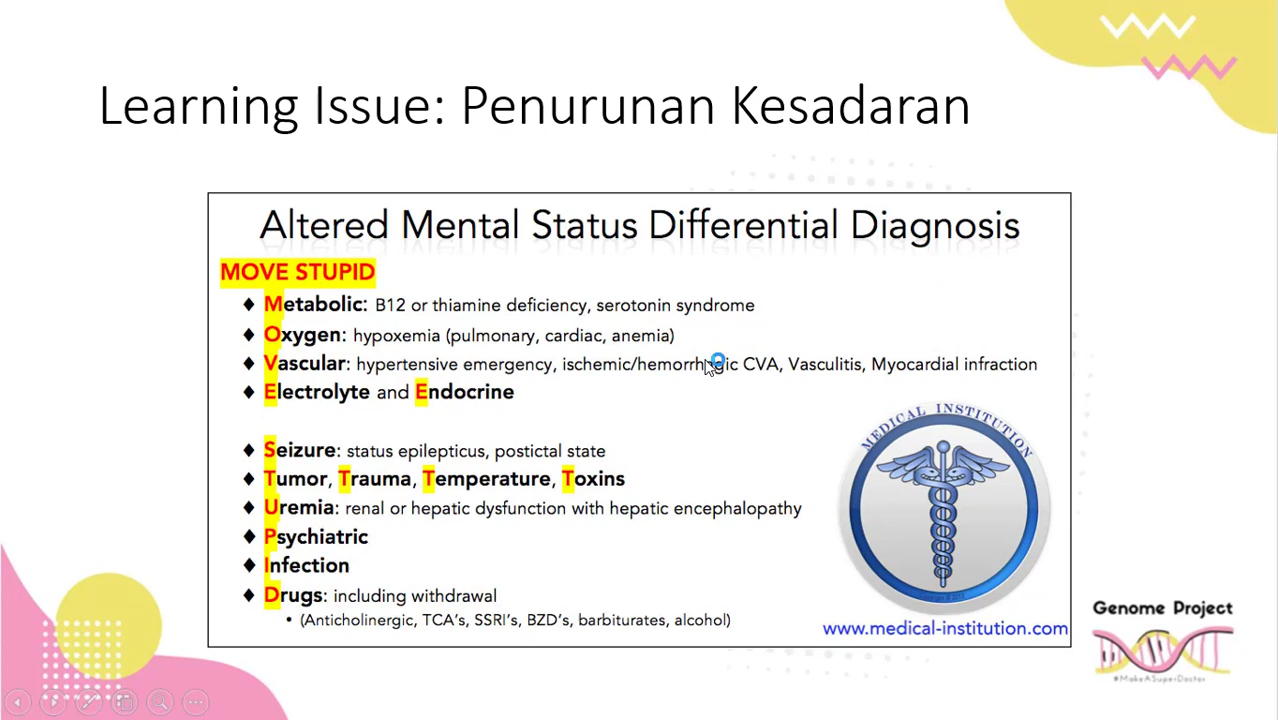 Learning Issue: Penurunan Kesadaran
Altered Mental Status Differential Diagnosis
MOVE STUPID
♦ Metabolic: B12 or thiamine deficiency, serotonin syndrome
♦ Oxygen: hypoxemia (pulmonary, cardiac, anemia)
♦ Vascular: hypertensive emergency, ischemic/hemorrhagic CVA, Vasculitis, Myocardial infraction
♦ Electrolyte and Endocrine
♦ Seizure: status epilepticus, postictal state
♦ Tumor, Trauma, Temperature, Toxins
♦ Uremia: renal or hepatic dysfunction with hepatic encephalopathy
♦ Psychiatric
♦ Infection
♦ Drugs: including withdrawal
• (Anticholinergic, TCA's, SSRI's, BZD's, barbiturates, alcohol)
MEDICAL INSTITUTION
www.medical-institution.com
Genome Project
#MakeASuperDoctor